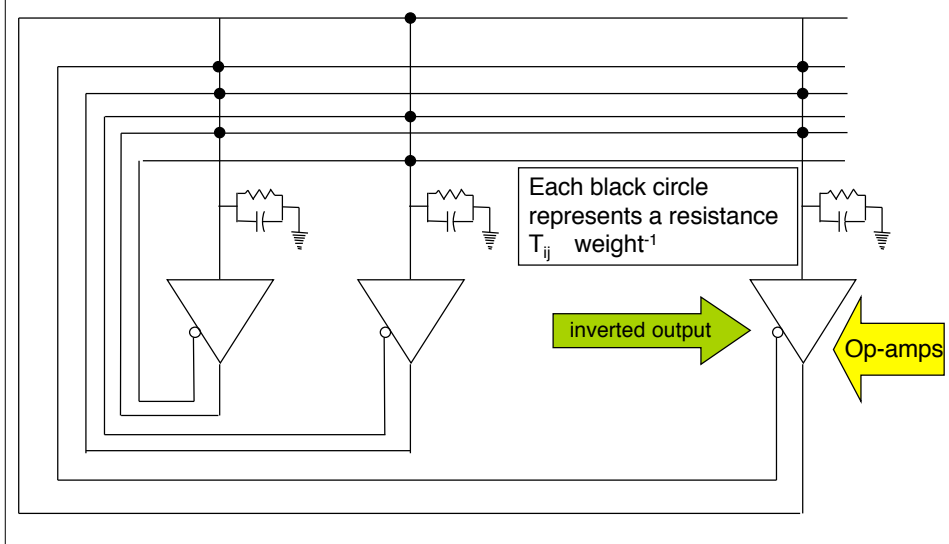 Each black circle
represents a resistance
Tij weight-1
inverted output
Op-amps